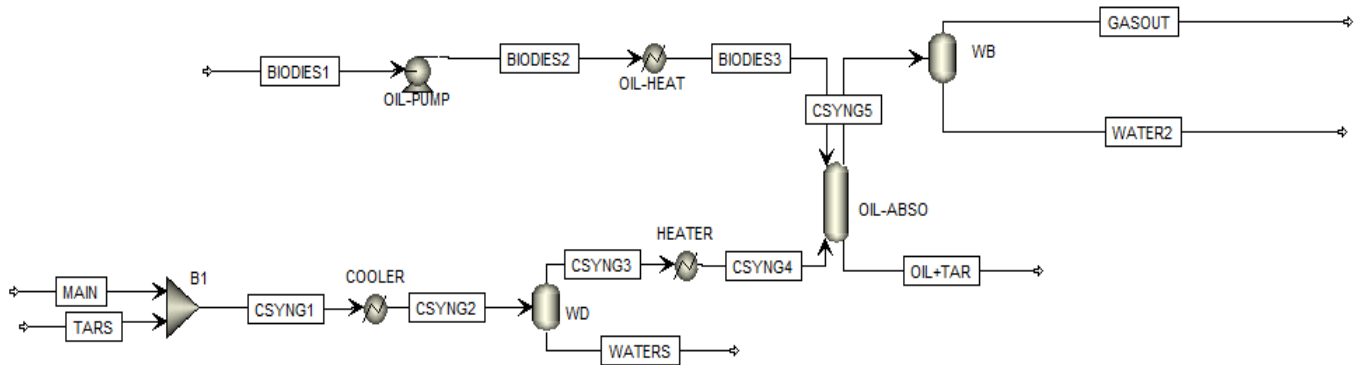 GASOUT
WB
BIODIES1
OIL-PUMP
BIODIES2
OIL-HEAT
BIODIES3
CSYNG5
WATER2
OIL-ABSO
OIL+TAR
MAIN
TARS
B1
CSYNG1
COOLER
CSYNG2
WD
CSYNG3
HEATER
CSYNG4
WATERS